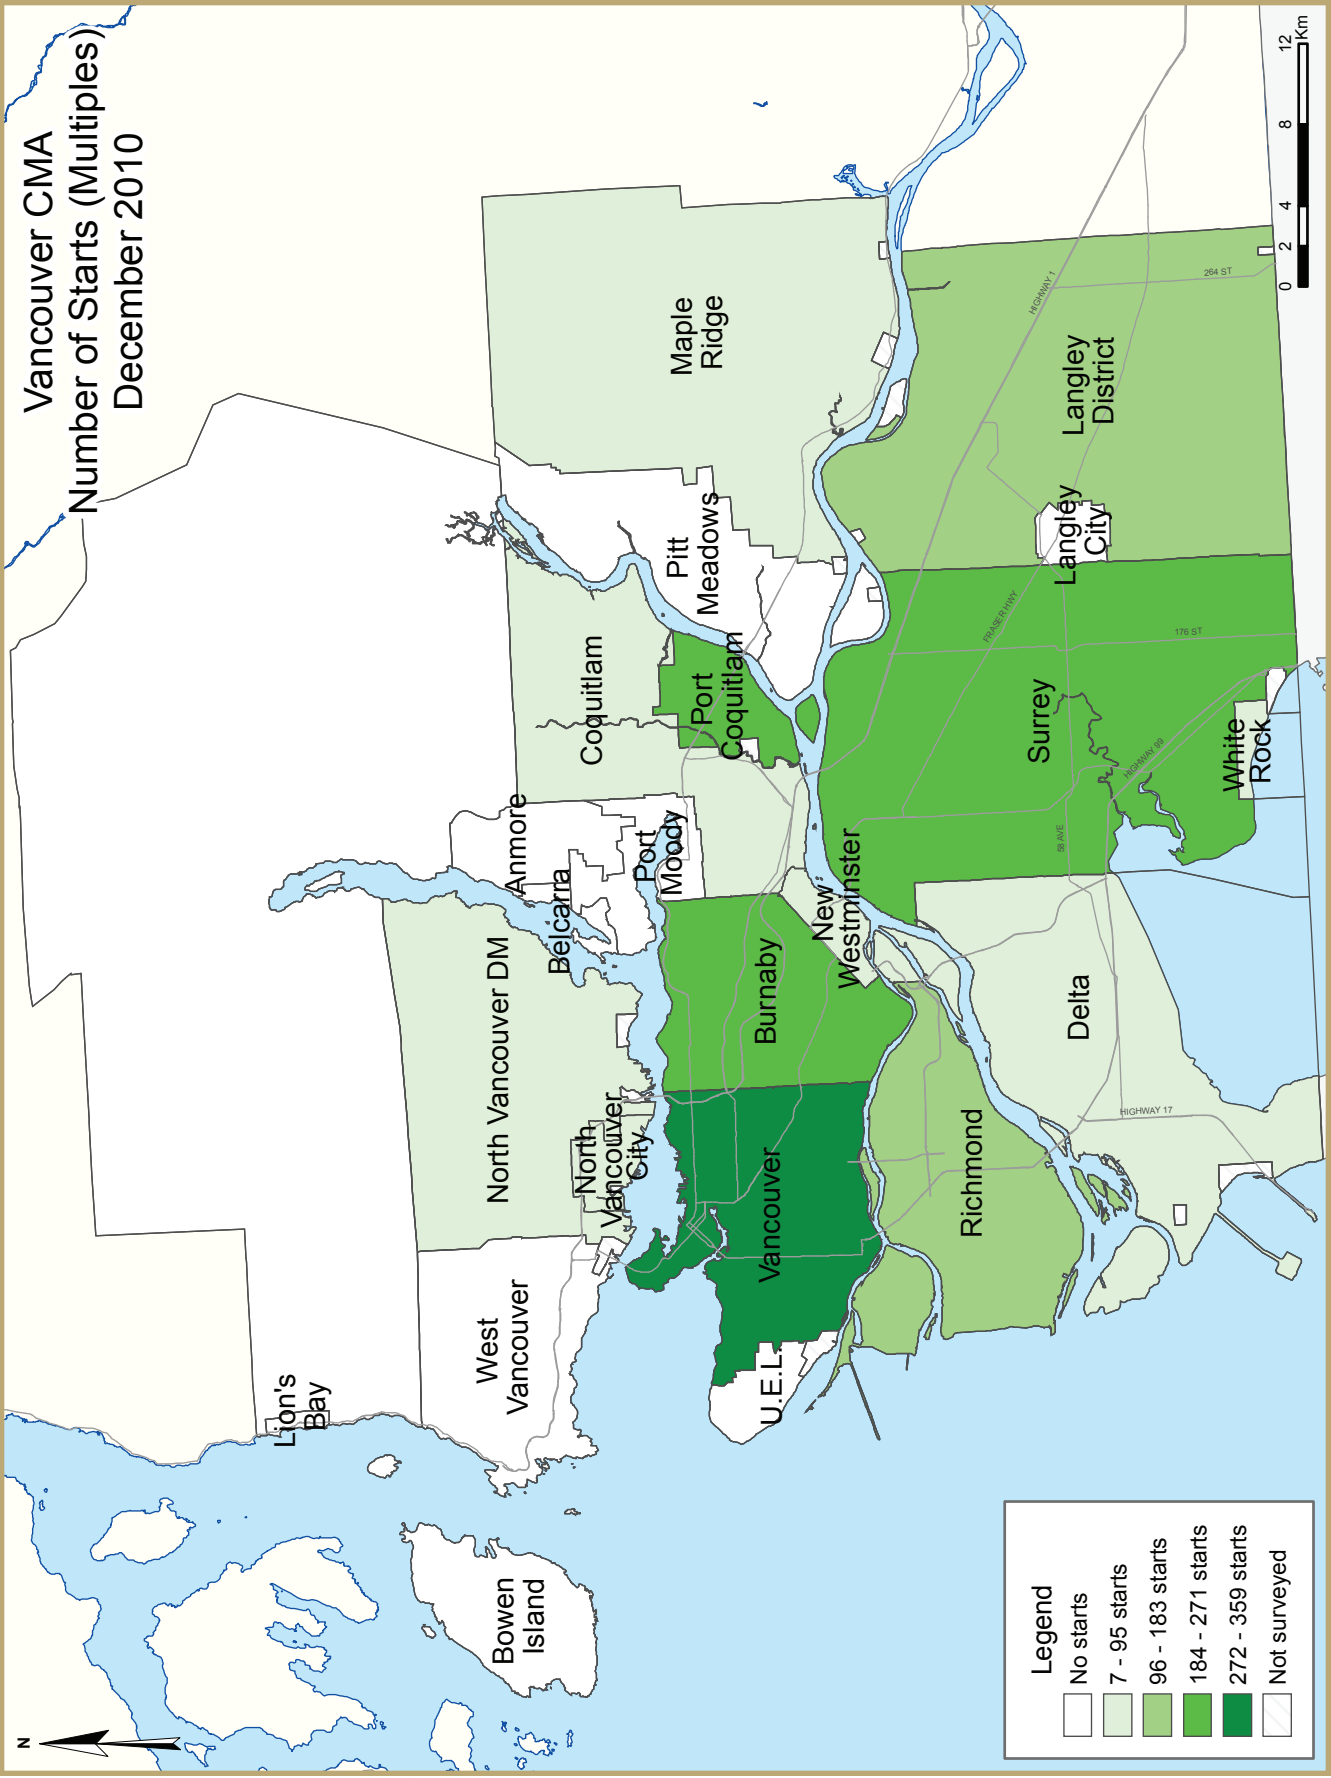 Vancouver CMA
Number of Starts (Multiples)
December 2010
N
Lion's
Bay
Bowen
Island
West
Vancouver
North Vancouver DM
North
Vancouver
City
Anmore
Belcarra
Port
Moody
Coquitlam
Port
Coquitlam
Pitt
Meadows
Maple
Ridge
U.E.L.
Vancouver
Burnaby
New
Westminster
Richmond
Delta
Surrey
White
Rock
Langley
City
Langley
District
HIGHWAY 1
FRASER HWY
264 ST
176 ST
58 AVE
HIGHWAY 99
HIGHWAY 17
Legend
No starts
7 - 95 starts
96 - 183 starts
184 - 271 starts
272 - 359 starts
Not surveyed
0 2 4 8 12
Km